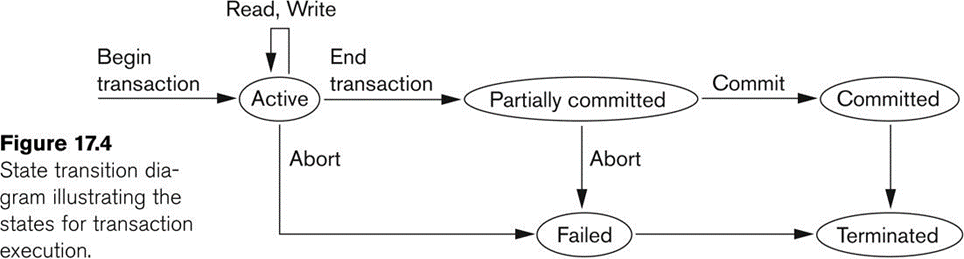 Read, Write
Begin
transaction
End
transaction
Active
Partially committed
Commit
Committed
Figure 17.4
State transition dia-
gram illustrating the
states for transaction
execution.
Abort
Abort
Failed
Terminated